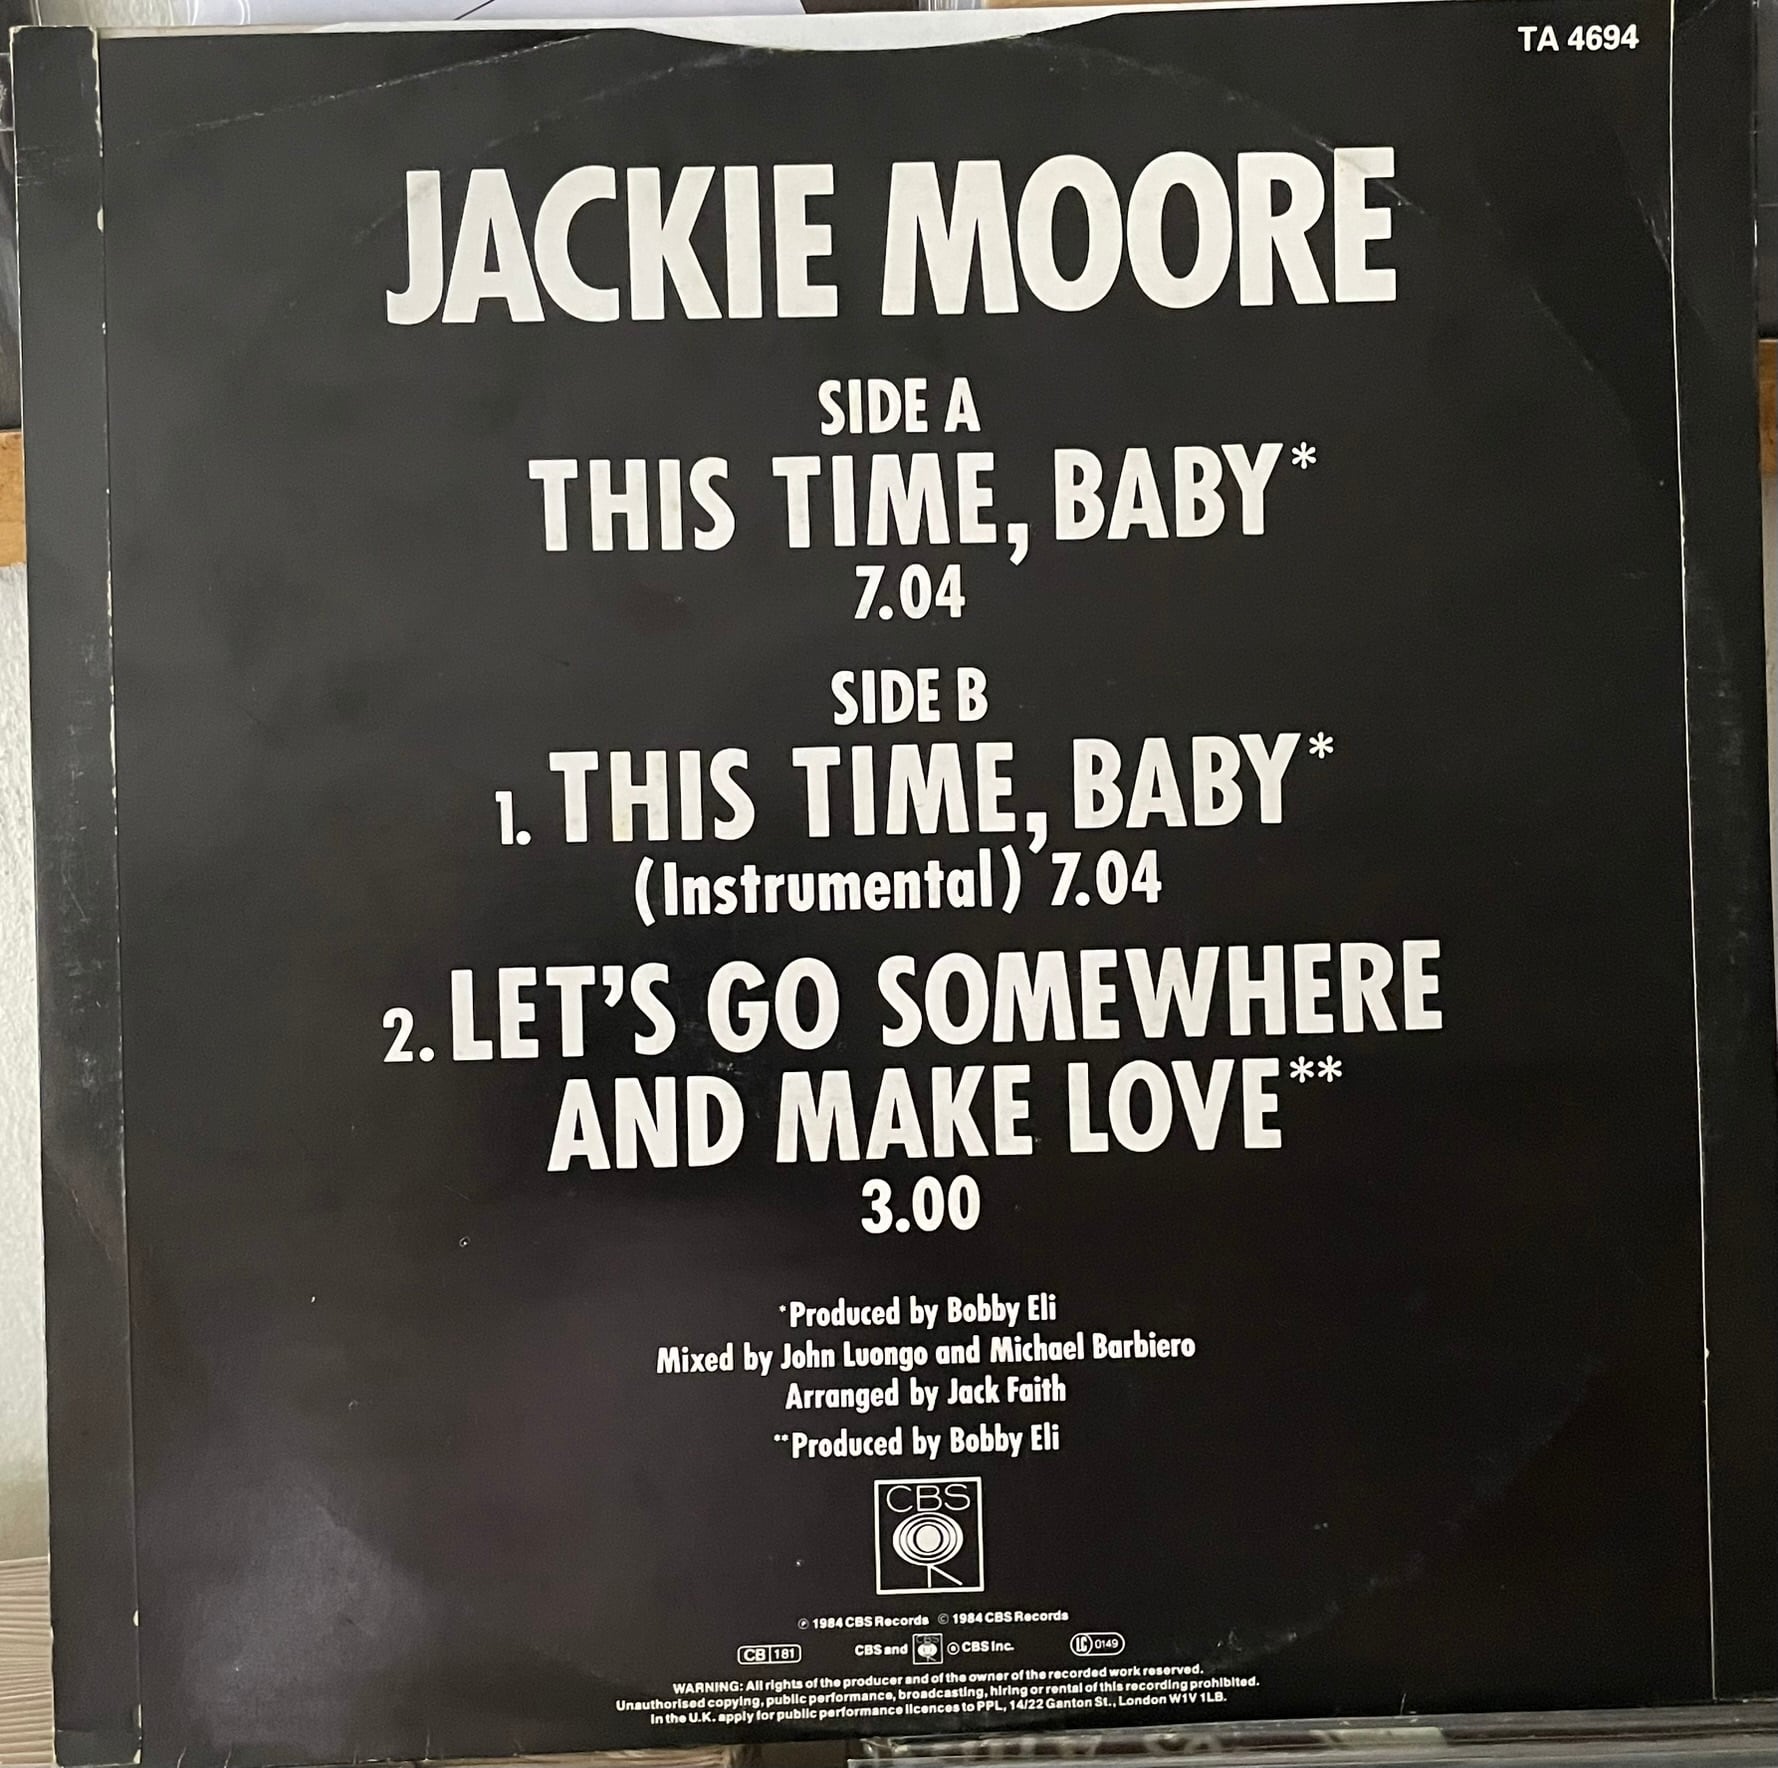 TA 4694
JACKIE MOORE
SIDE A
THIS TIME, BABY*
7.04
SIDE B
1. THIS TIME, BABY*
(Instrumental) 7.04
2. LET'S GO SOMEWHERE
AND MAKE LOVE**
3.00
*Produced by Bobby Eli
Mixed by John Luongo and Michael Barbiero
Arranged by Jack Faith
**Produced by Bobby Eli
CBS
℗ 1984 CBS Records © 1984 CBS Records
CB 181 CBS and CBS ⊙ CBS Inc. LC 0149
WARNING: All rights of the producer and of the owner of the recorded work reserved.
Unauthorised copying, public performance, broadcasting, hiring or rental of this recording prohibited.
In the U.K. apply for public performance licences to PPL, 14/22 Ganton St., London W1V 1LB.